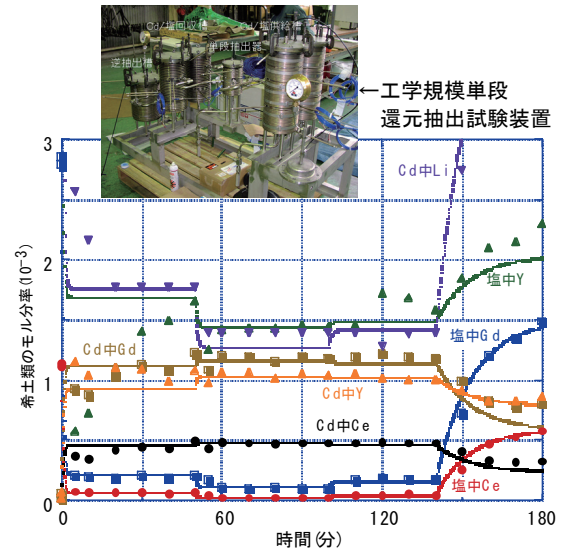 Cd/塩回収槽
Cd/塩供給槽
単段抽出器
逆抽出槽
←工学規模単段
還元抽出試験装置
希土類のモル分率(10⁻³)
3
2
1
0
Cd中Li
塩中Y
塩中Gd
Cd中Gd
Cd中Y
Cd中Ce
塩中Ce
0
60
120
180
時間(分)